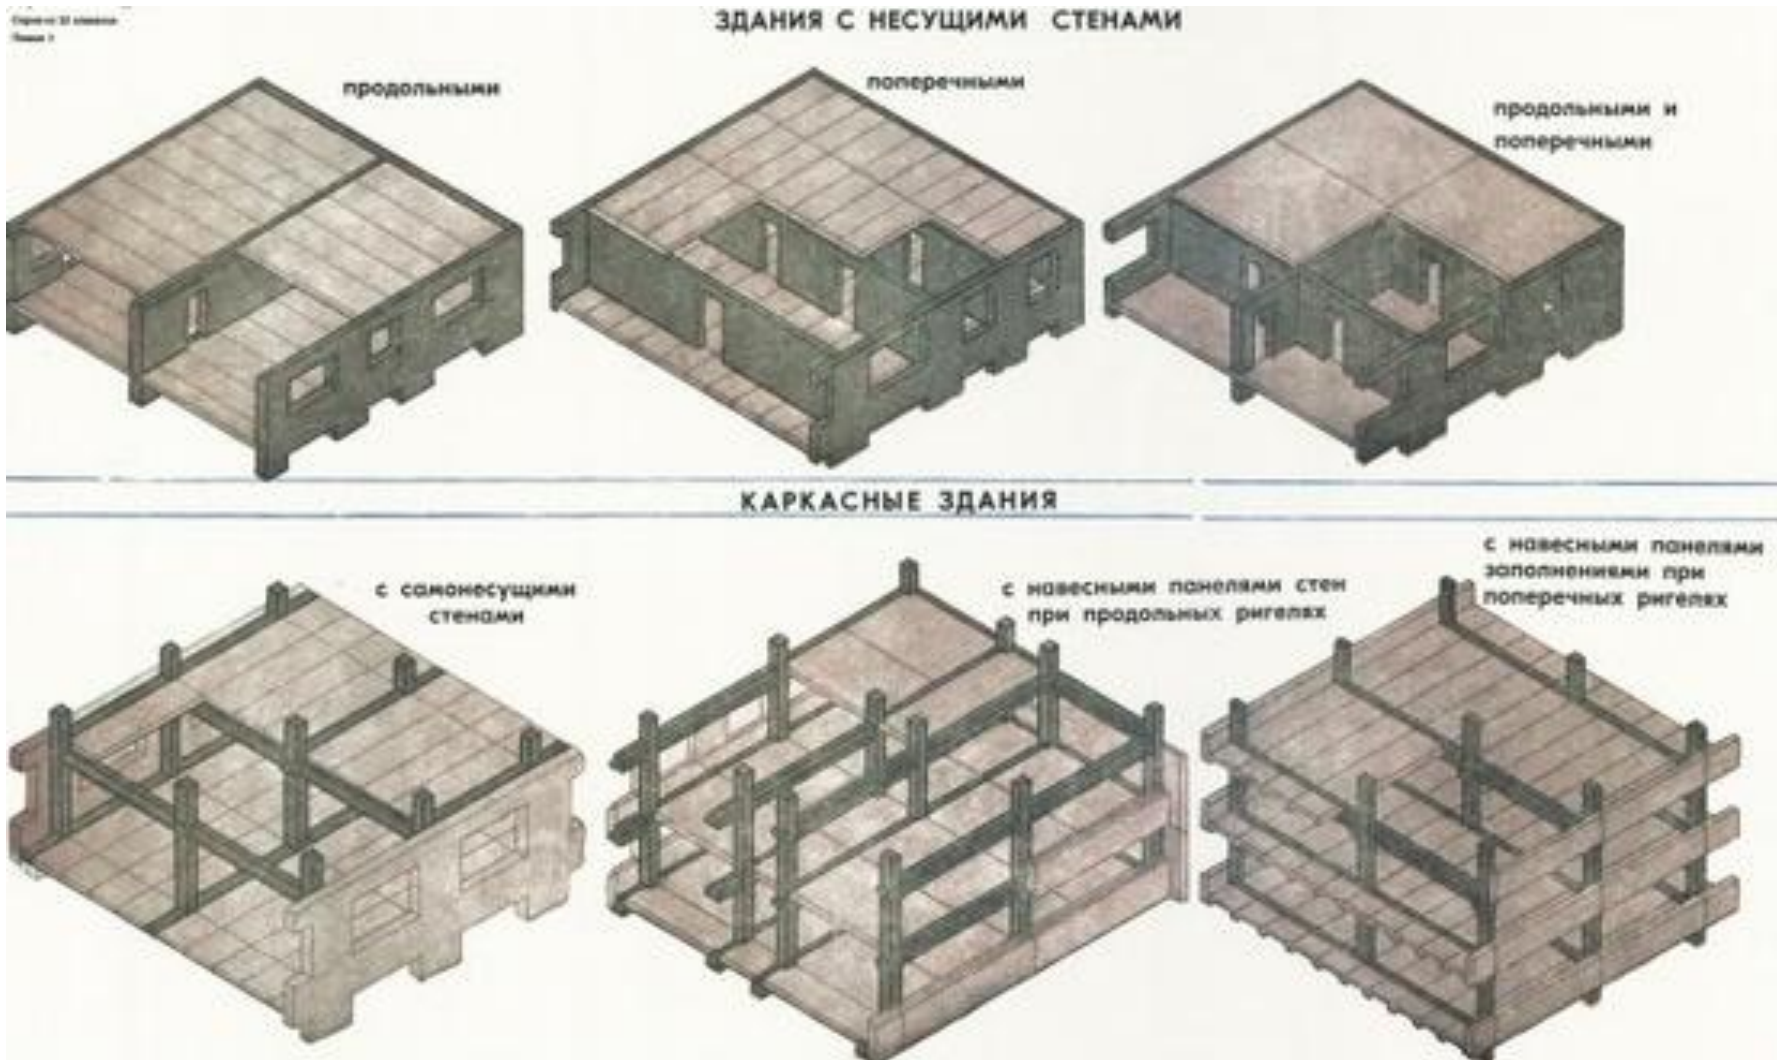 ЗДАНИЯ С НЕСУЩИМИ СТЕНАМИ
продольными
поперечными
продольными и
поперечными
КАРКАСНЫЕ ЗДАНИЯ
с самонесущими
стенами
с навесными панелями стен
при продольных ригелях
с навесными панелями
заполнениями при
поперечных ригелях